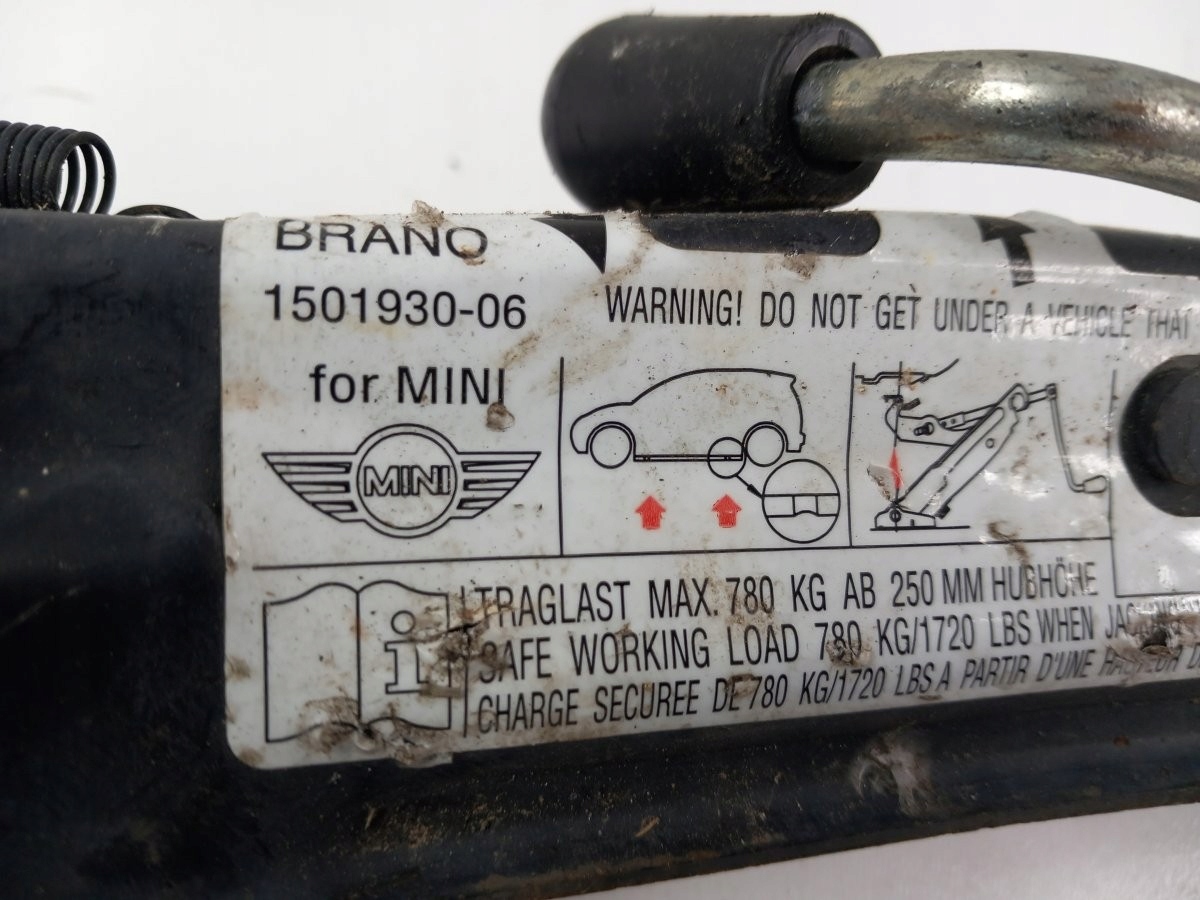 BRANO
1501930-06
for MINI
MINI
WARNING! DO NOT GET UNDER A VEHICLE THAT
i
TRAGLAST MAX. 780 KG AB 250 MM HUBHÖHE
SAFE WORKING LOAD 780 KG/1720 LBS WHEN
CHARGE SECUREE DE 780 KG/1720 LBS A PARTIR D'UNE